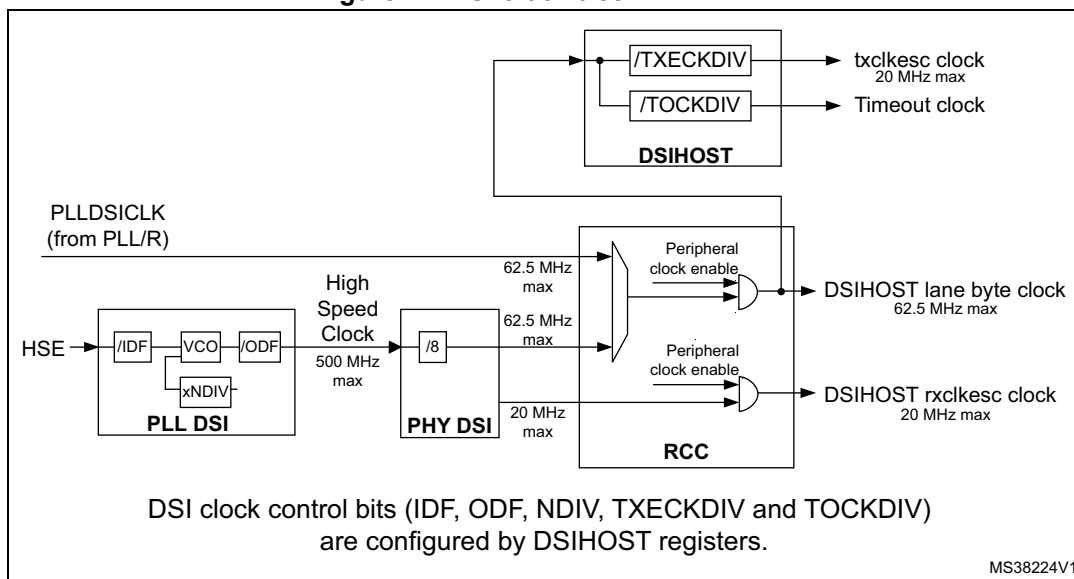 /TXECKDIV
txclkesc clock
20 MHz max
/TOCKDIV
Timeout clock
DSIHOST
PLLDSICLK
(from PLL/R)
Peripheral
clock enable
62.5 MHz
max
DSIHOST lane byte clock
62.5 MHz max
High
Speed
Clock
500 MHz
max
62.5 MHz
max
HSE
/IDF
VCO
/ODF
xNDIV
PLL DSI
/8
PHY DSI
Peripheral
clock enable
20 MHz
max
DSIHOST rxclkesc clock
20 MHz max
RCC
DSI clock control bits (IDF, ODF, NDIV, TXECKDIV and TOCKDIV)
are configured by DSIHOST registers.
MS38224V1